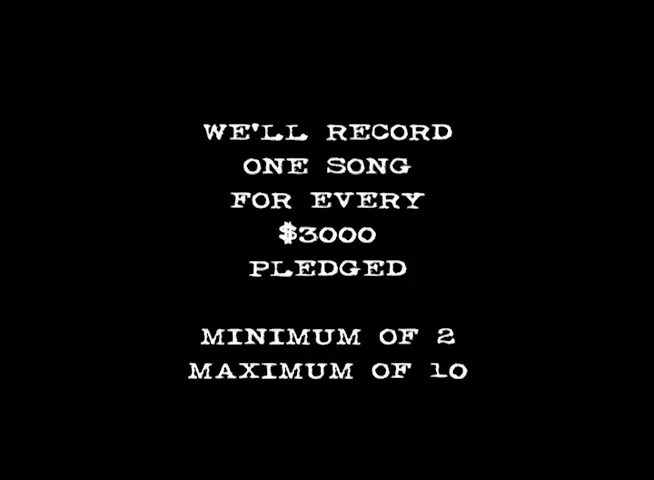 WE'LL RECORD
ONE SONG
FOR EVERY
$3000
PLEDGED
MINIMUM OF 2
MAXIMUM OF 10